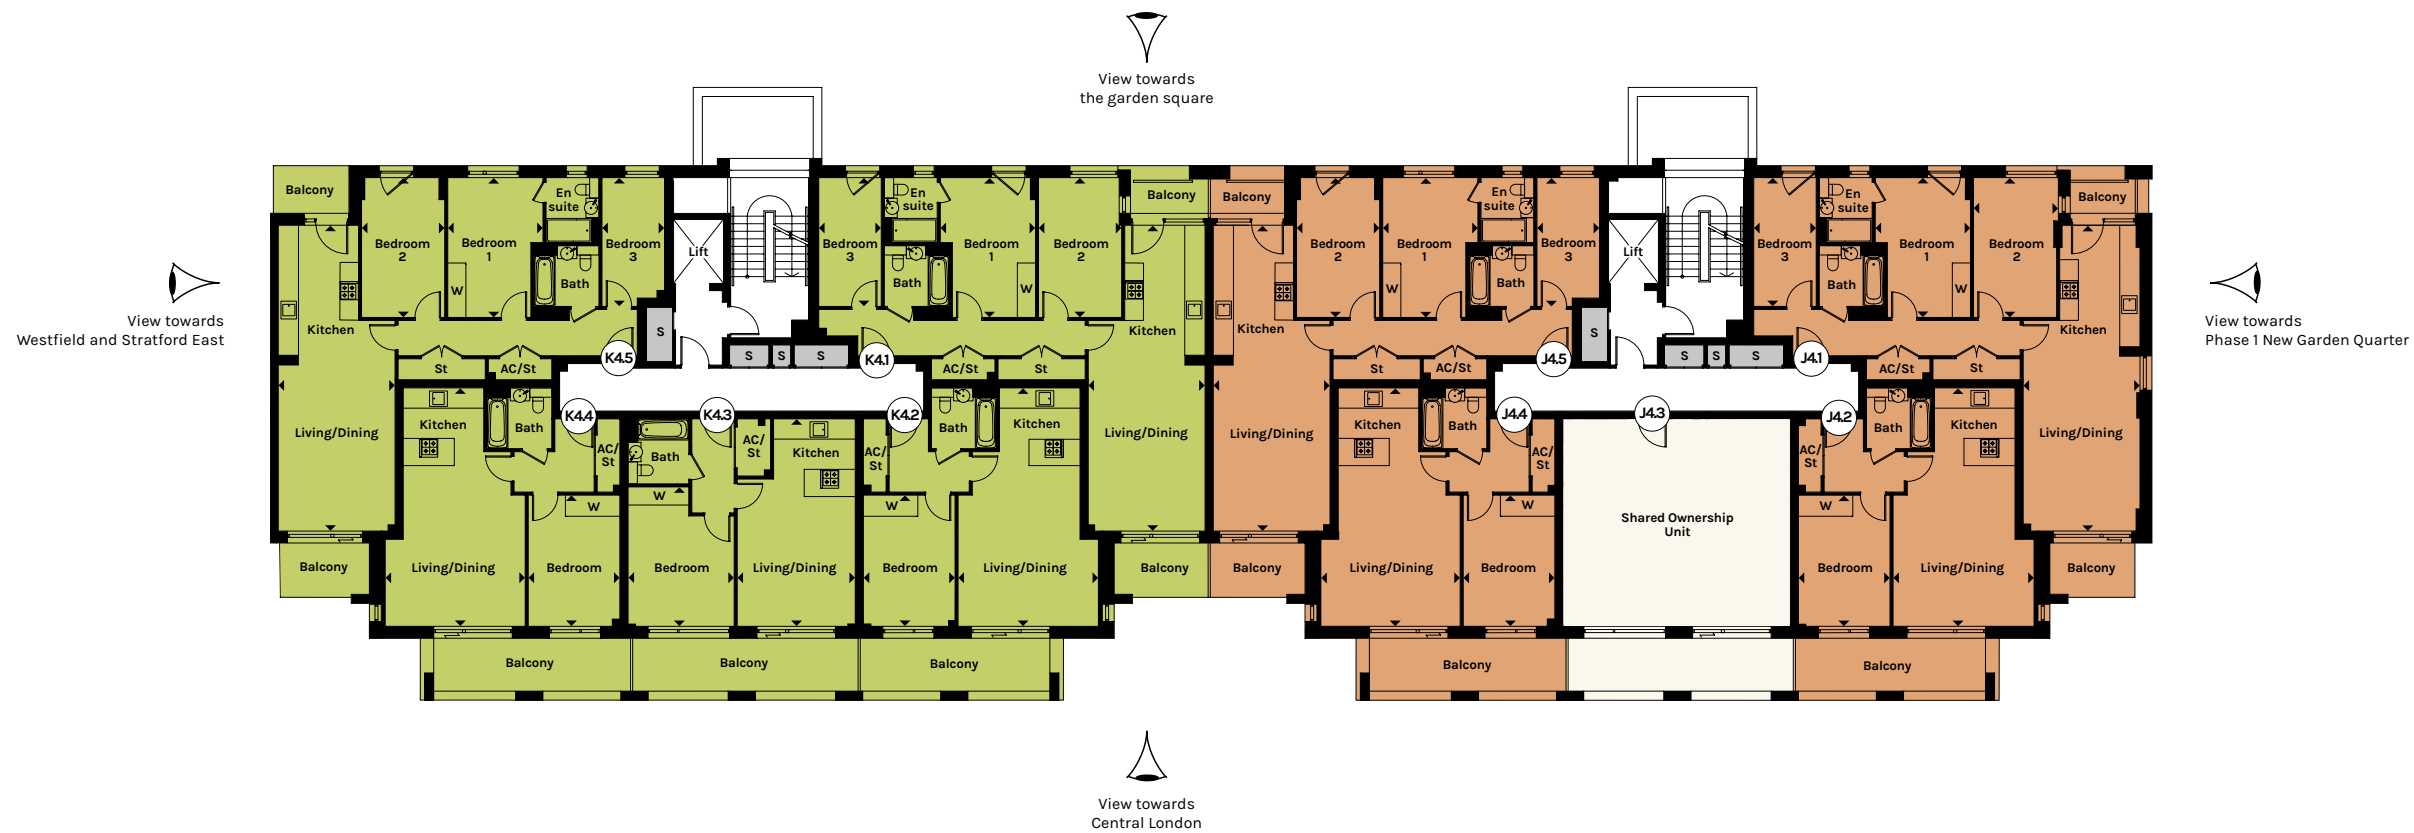 View towards
the garden square
View towards
Westfield and Stratford East
View towards
Phase 1 New Garden Quarter
Balcony
Bedroom
2
Bedroom
1
En
suite
Bedroom
3
Bath
W
Kitchen
Living/Dining
St
AC/St
K4.5
Balcony
Lift
S
S
S
S
Bedroom
3
En
suite
Bedroom
1
Bedroom
2
Balcony
Bath
W
Kitchen
K4.1
AC/St
St
Living/Dining
Balcony
K4.4
Kitchen
Bath
AC/
St
W
Living/Dining
Bedroom
Balcony
K4.3
Bath
AC/
St
Kitchen
W
Bedroom
Living/Dining
Balcony
K4.2
AC/
St
Bath
Kitchen
W
Bedroom
Living/Dining
Balcony
Balcony
Bedroom
2
Bedroom
1
En
suite
Bedroom
3
Bath
W
Kitchen
Living/Dining
St
AC/St
J4.5
Balcony
Lift
S
S
S
S
Bedroom
3
En
suite
Bedroom
1
Bedroom
2
Balcony
Bath
W
Kitchen
J4.1
AC/St
St
Living/Dining
Balcony
J4.4
Kitchen
Bath
AC/
St
W
Living/Dining
Bedroom
Balcony
J4.3
Shared Ownership
Unit
J4.2
AC/
St
Bath
Kitchen
W
Bedroom
Living/Dining
Balcony
View towards
Central London